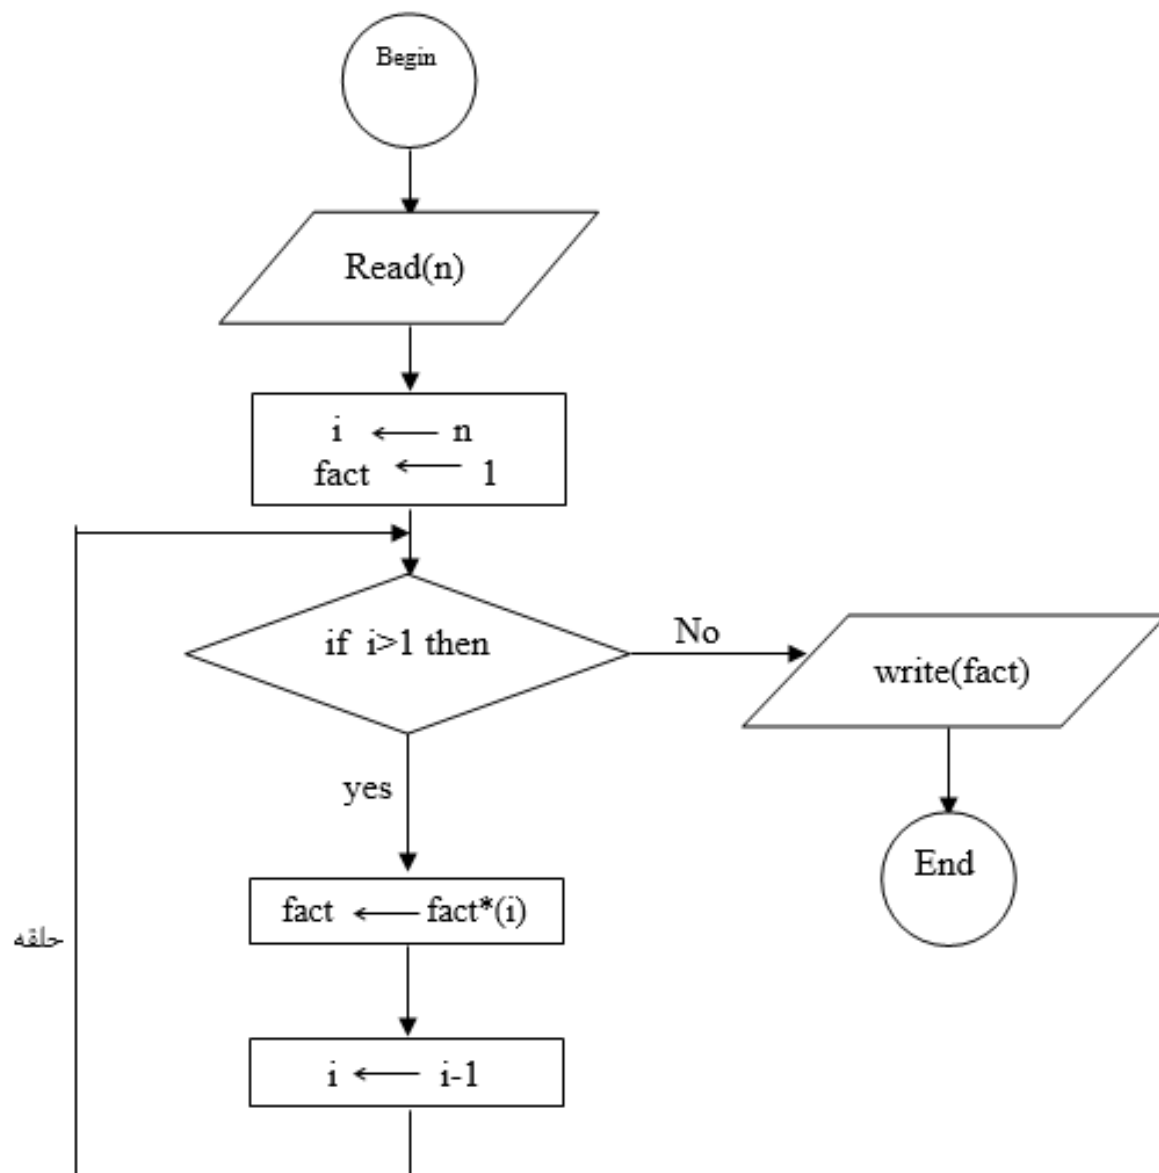 Begin
Read(n)
i ← n
fact ← 1
if i>1 then
No
write(fact)
yes
End
fact ← fact*(i)
حلقه
i ← i-1